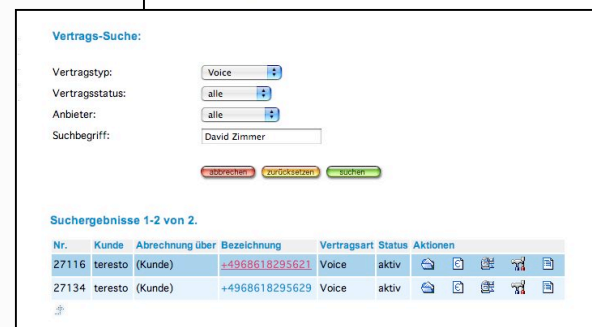 Vertrags-Suche:
Vertragstyp: Voice
Vertragsstatus: alle
Anbieter: alle
Suchbegriff: David Zimmer
abbrechen zurücksetzen suchen
Suchergebnisse 1-2 von 2.
Nr. Kunde Abrechnung über Bezeichnung Vertragsart Status Aktionen
27116 teresto (Kunde) +4968618295621 Voice aktiv
27134 teresto (Kunde) +4968618295629 Voice aktiv